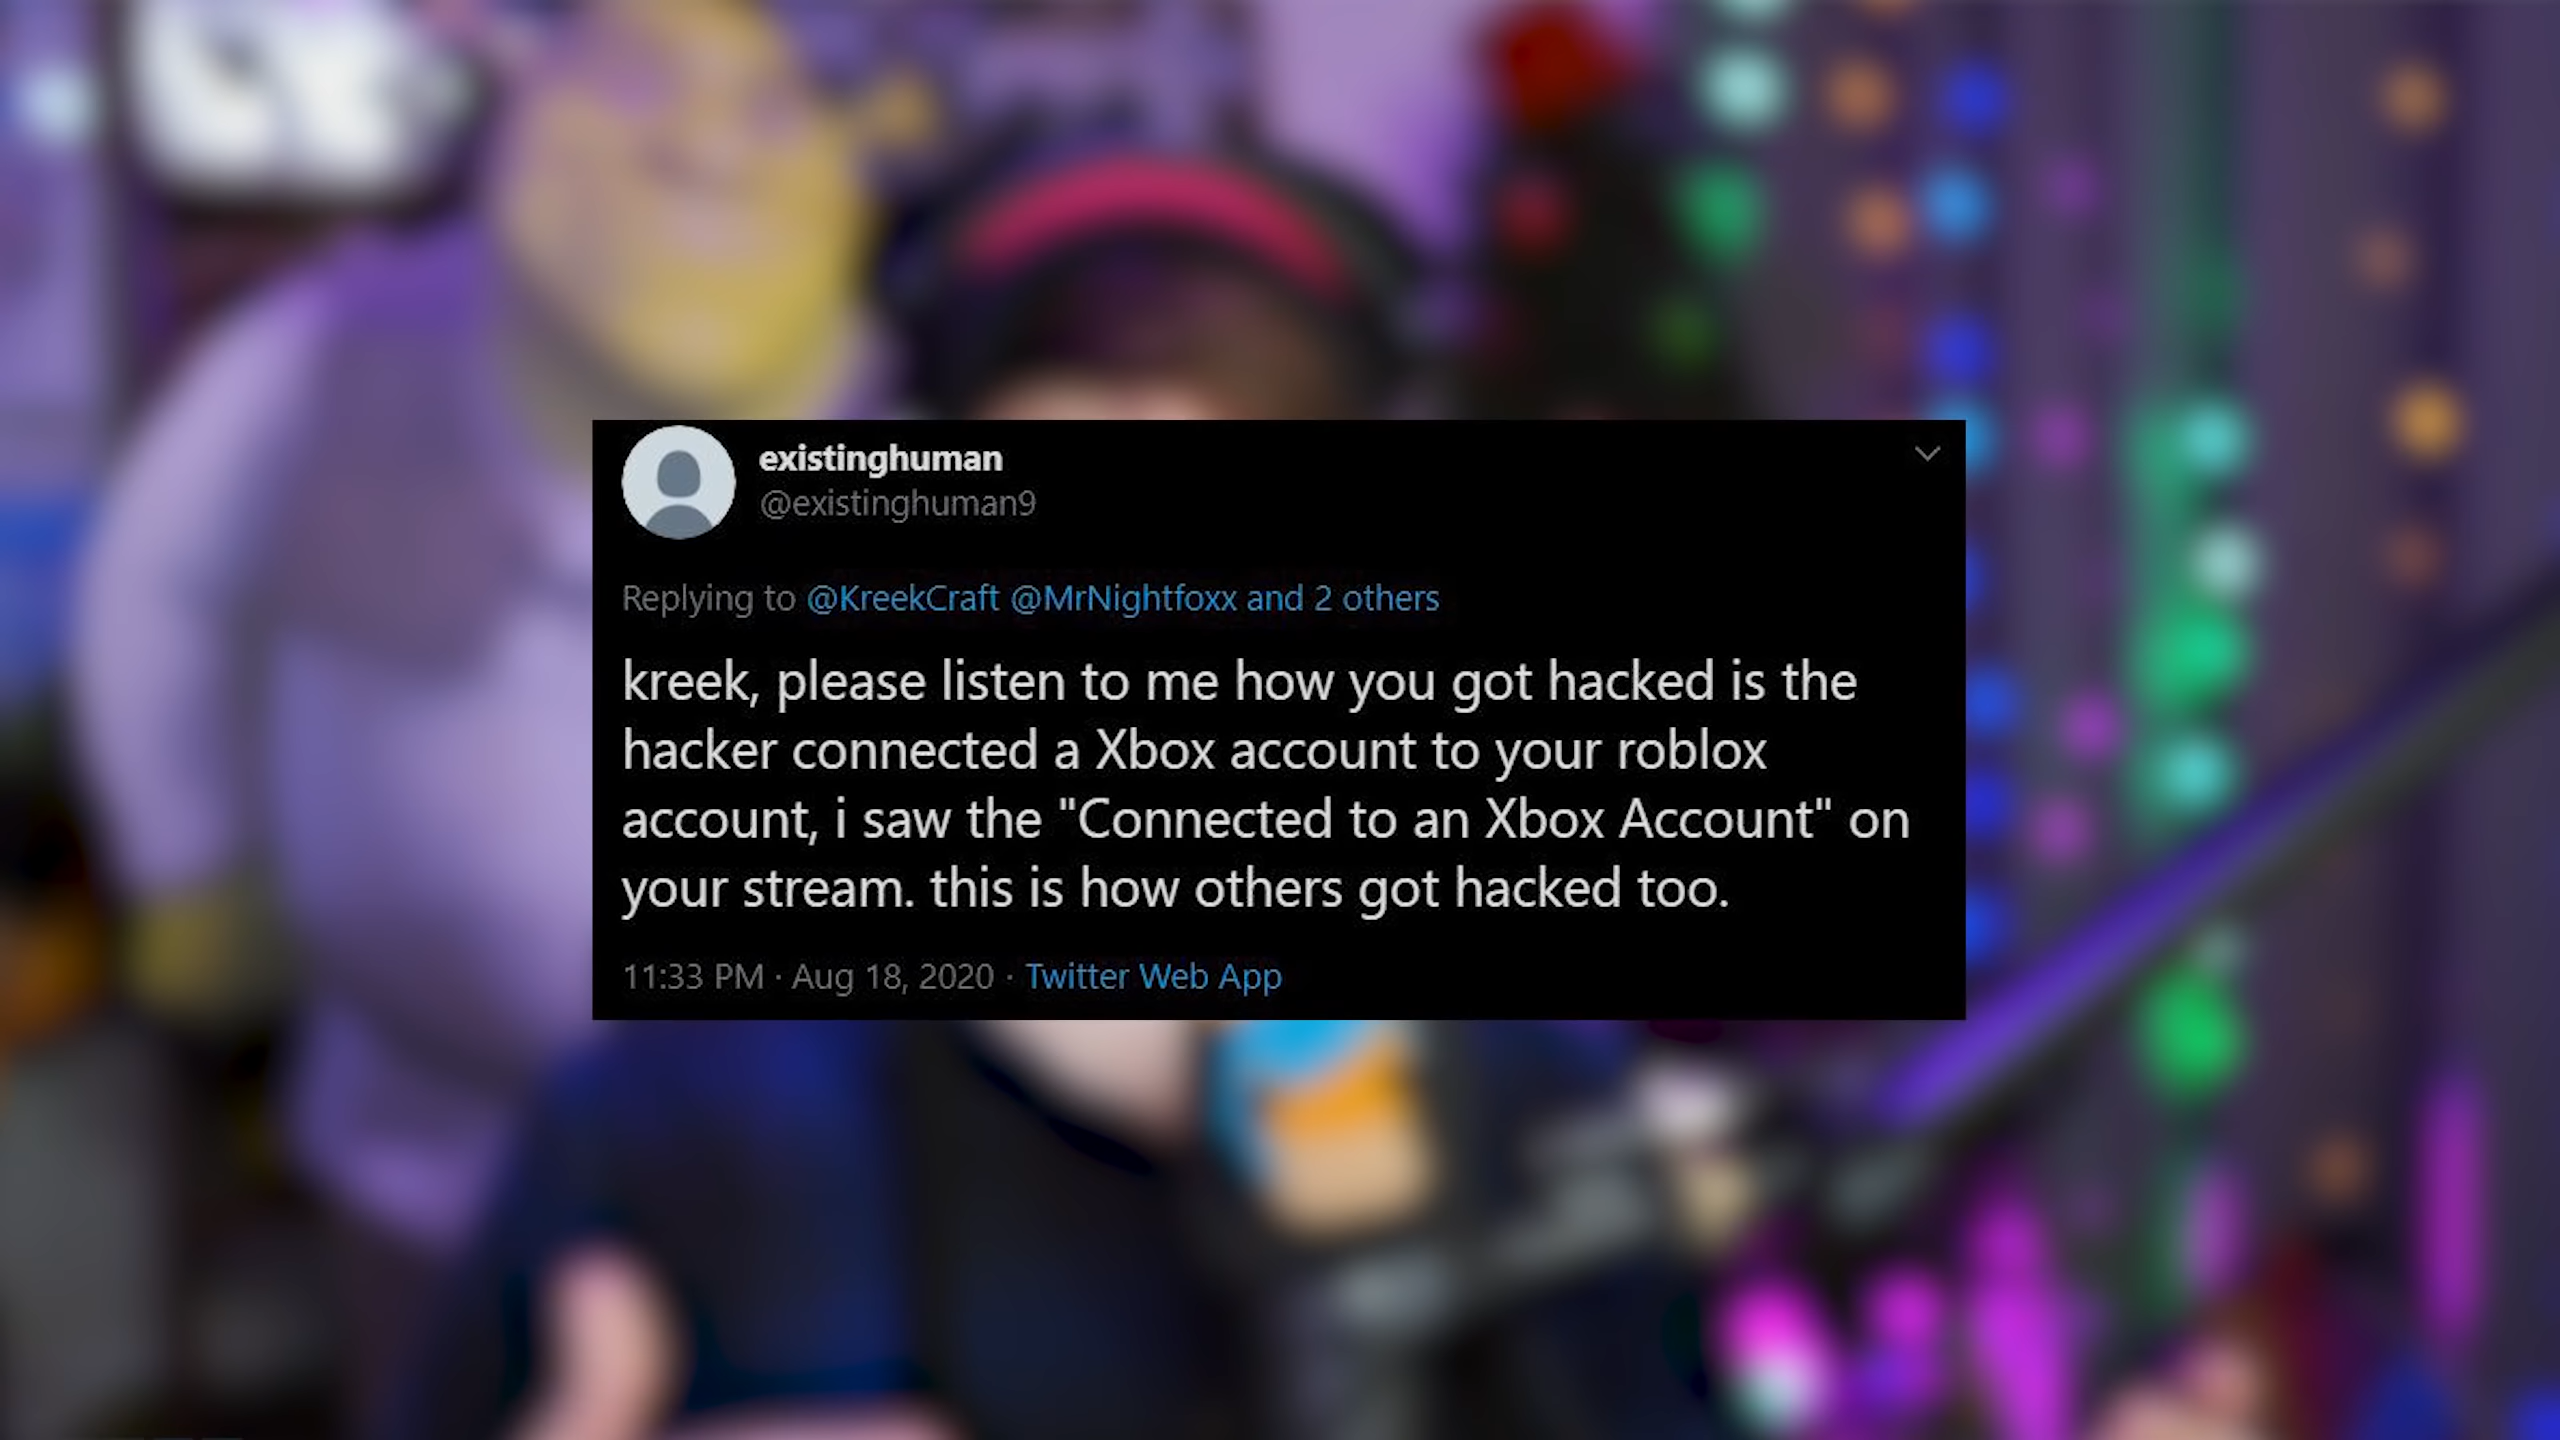 existinghuman
@existinghuman9
Replying to @KreekCraft @MrNightfoxx and 2 others
kreek, please listen to me how you got hacked is the
hacker connected a Xbox account to your roblox
account, i saw the "Connected to an Xbox Account" on
your stream. this is how others got hacked too.
11:33 PM · Aug 18, 2020 · Twitter Web App